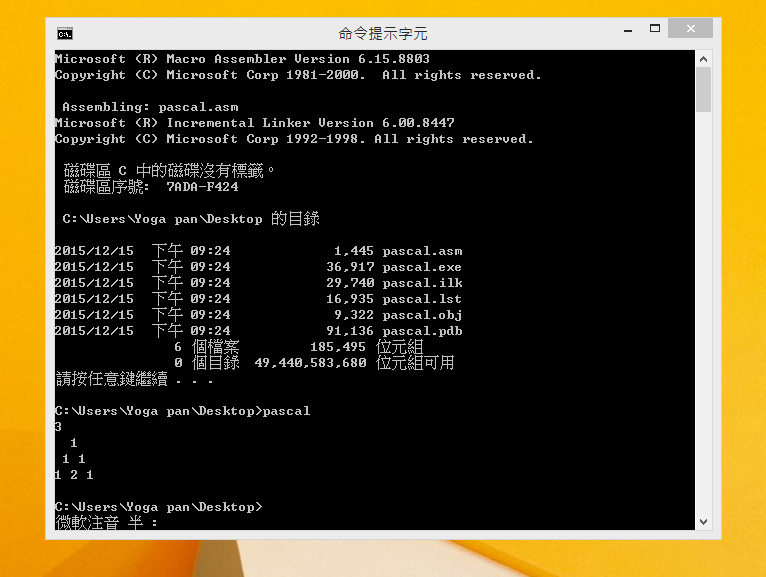 命令提示字元
Microsoft (R) Macro Assembler Version 6.15.8803
Copyright (C) Microsoft Corp 1981-2000.  All rights reserved.
Assembling: pascal.asm
Microsoft (R) Incremental Linker Version 6.00.8447
Copyright (C) Microsoft Corp 1992-1998. All rights reserved.
磁碟區 C 中的磁碟沒有標籤。
磁碟區序號:  7ADA-F424
C:\Users\Yoga pan\Desktop 的目錄
2015/12/15  下午 09:24             1,445 pascal.asm
2015/12/15  下午 09:24            36,917 pascal.exe
2015/12/15  下午 09:24            29,740 pascal.ilk
2015/12/15  下午 09:24            16,935 pascal.lst
2015/12/15  下午 09:24             9,322 pascal.obj
2015/12/15  下午 09:24            91,136 pascal.pdb
6 個檔案         185,495 位元組
0 個目錄  49,440,583,680 位元組可用
請按任意鍵繼續 . . .
C:\Users\Yoga pan\Desktop>pascal
3
  1
 1 1
1 2 1
C:\Users\Yoga pan\Desktop>
微軟注音 半 :